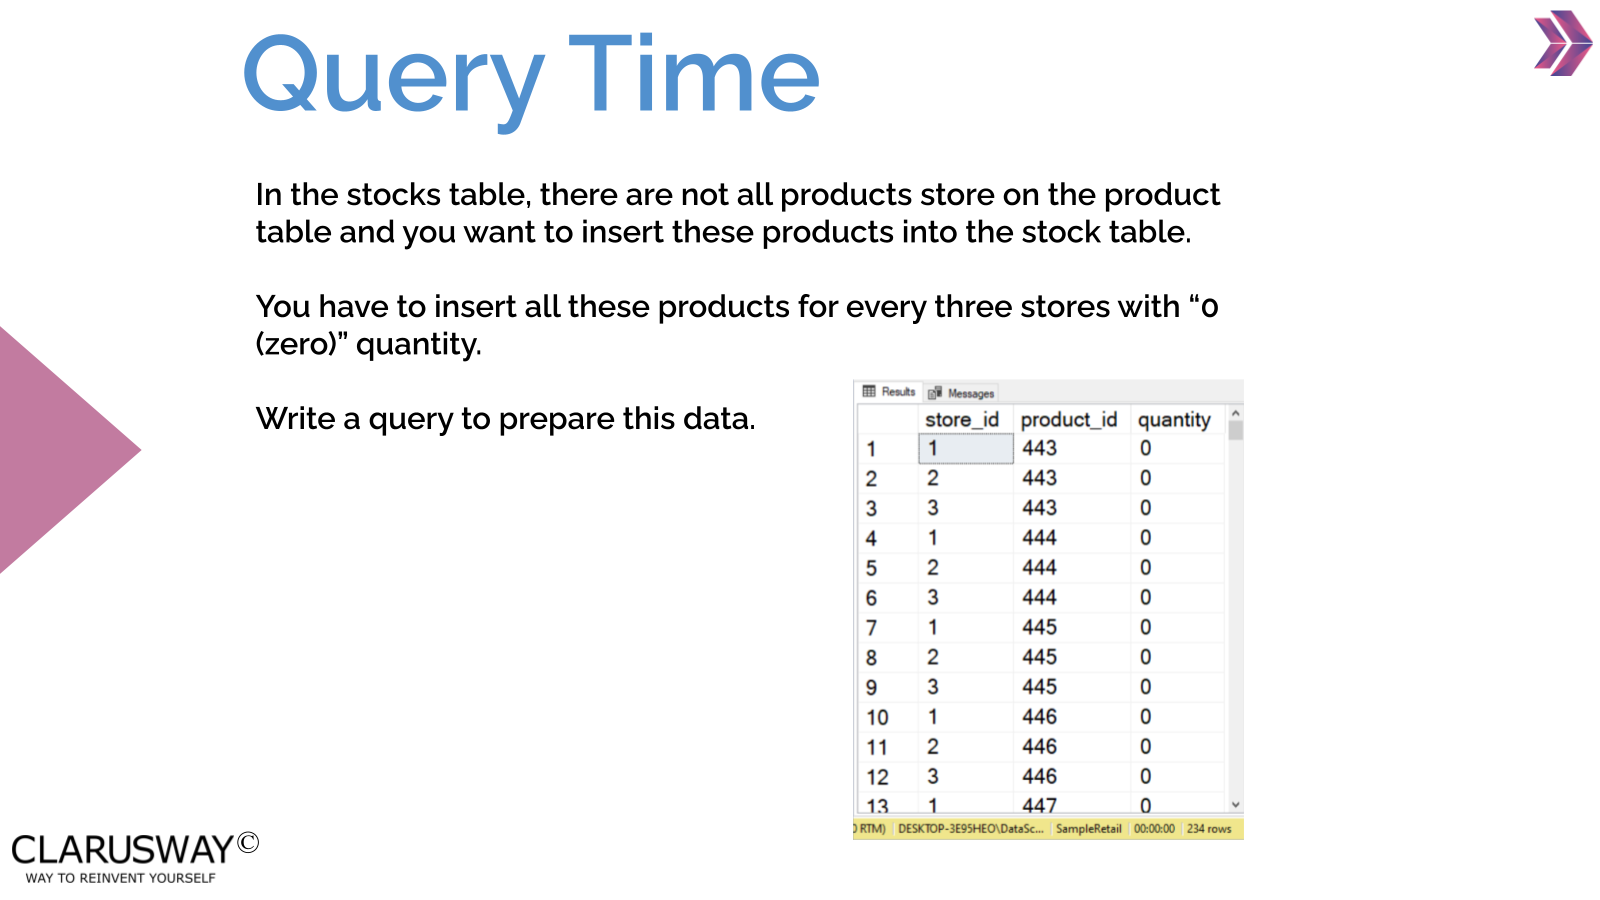 Query Time
In the stocks table, there are not all products store on the product
table and you want to insert these products into the stock table.
You have to insert all these products for every three stores with “0
(zero)” quantity.
Write a query to prepare this data.
Results Messages
store_id product_id quantity
1 1 443 0
2 2 443 0
3 3 443 0
4 1 444 0
5 2 444 0
6 3 444 0
7 1 445 0
8 2 445 0
9 3 445 0
10 1 446 0
11 2 446 0
12 3 446 0
13 1 447 0
0 RTM) DESKTOP-3E95HEO\DataSc... SampleRetail 00:00:00 234 rows
CLARUSWAY©
WAY TO REINVENT YOURSELF